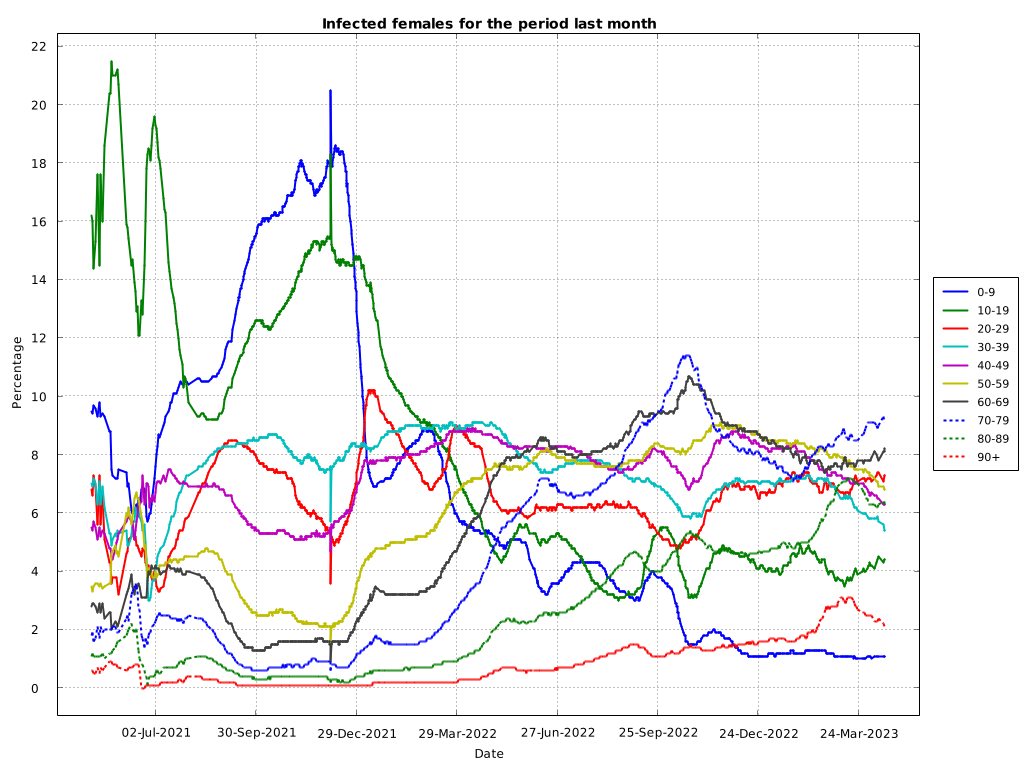 Infected females for the period last month
22
20
18
16
14
12
10
8
6
4
2
0
Percentage
02-Jul-2021
30-Sep-2021
29-Dec-2021
29-Mar-2022
27-Jun-2022
25-Sep-2022
24-Dec-2022
24-Mar-2023
Date
0-9
10-19
20-29
30-39
40-49
50-59
60-69
70-79
80-89
90+